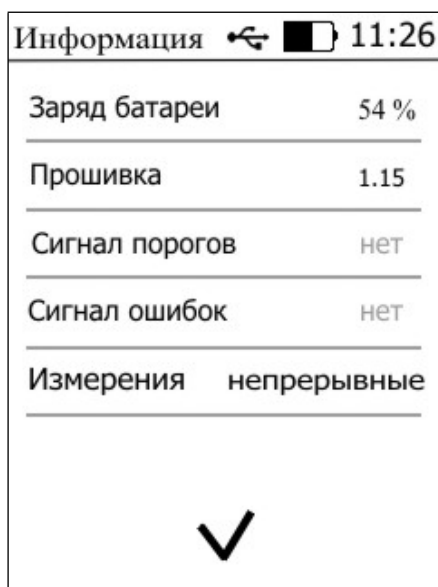 Информация 11:26
Заряд батареи 54 %
Прошивка 1.15
Сигнал порогов нет
Сигнал ошибок нет
Измерения непрерывные